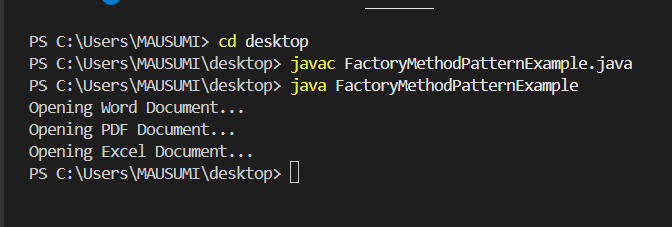 PS C:\Users\MAUSUMI> cd desktop
PS C:\Users\MAUSUMI\desktop> javac FactoryMethodPatternExample.java
PS C:\Users\MAUSUMI\desktop> java FactoryMethodPatternExample
Opening Word Document...
Opening PDF Document...
Opening Excel Document...
PS C:\Users\MAUSUMI\desktop>